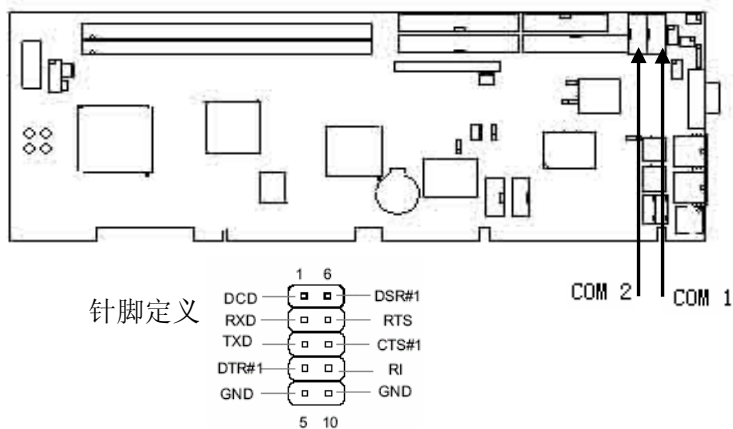 COM 2
COM 1
针脚定义
1 6
DCD DSR#1
RXD RTS
TXD CTS#1
DTR#1 RI
GND GND
5 10